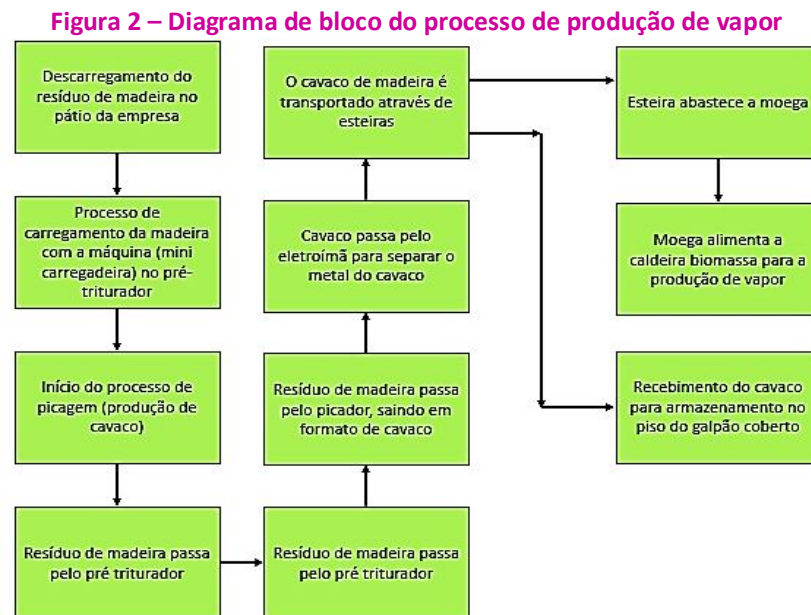 Figura 2 – Diagrama de bloco do processo de produção de vapor
Descarregamento do
resíduo de madeira no
pátio da empresa
Processo de
carregamento da madeira
com a máquina (mini
carregadeira) no pré-
triturador
Início do processo de
picagem (produção de
cavaco)
Resíduo de madeira passa
pelo pré triturador
Resíduo de madeira passa
pelo pré triturador
Resíduo de madeira passa
pelo picador, saindo em
formato de cavaco
Cavaco passa pelo
eletroímã para separar o
metal do cavaco
O cavaco de madeira é
transportado através de
esteiras
Esteira abastece a moega
Moega alimenta a
caldeira biomassa para a
produção de vapor
Recebimento do cavaco
para armazenamento no
piso do galpão coberto